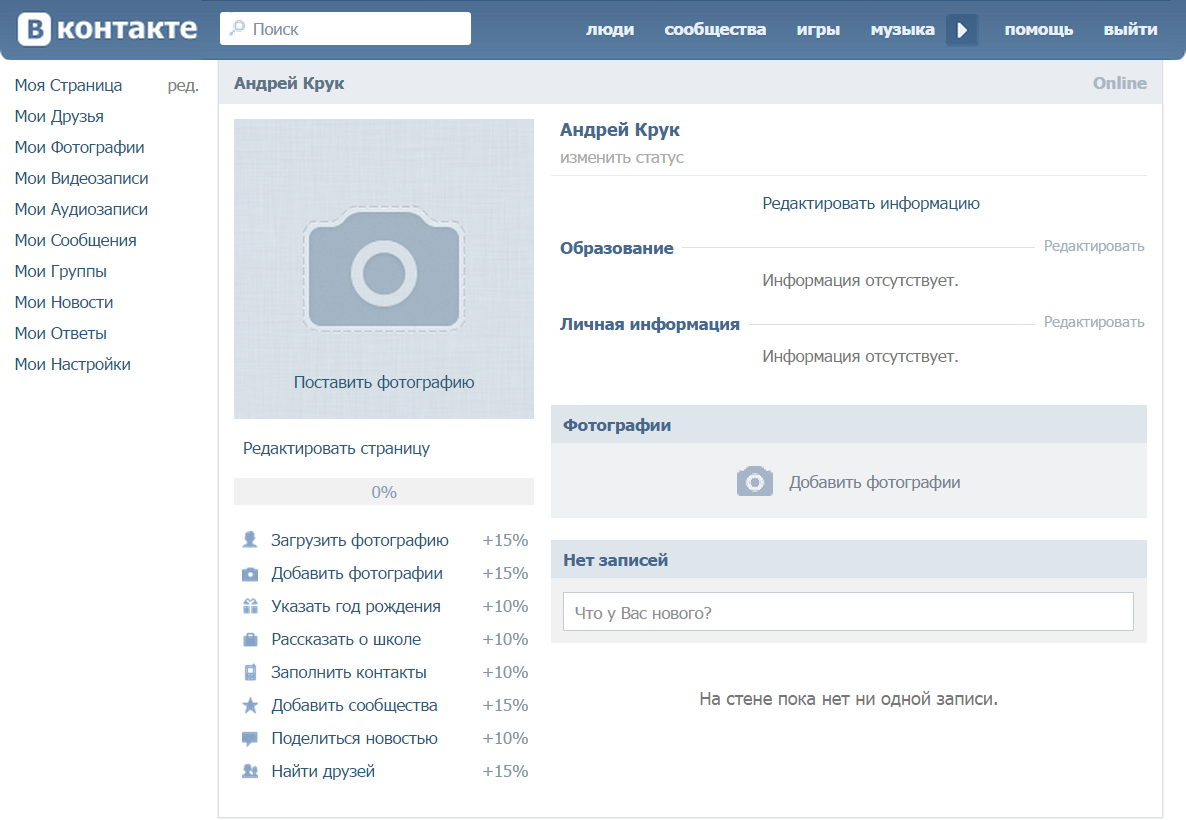 В контакте
Поиск
люди сообщества игры музыка помощь выйти
Моя Страница ред.
Мои Друзья
Мои Фотографии
Мои Видеозаписи
Мои Аудиозаписи
Мои Сообщения
Мои Группы
Мои Новости
Мои Ответы
Мои Настройки
Андрей Крук Online
Поставить фотографию
Редактировать страницу
0%
Загрузить фотографию +15%
Добавить фотографии +15%
Указать год рождения +10%
Рассказать о школе +10%
Заполнить контакты +10%
Добавить сообщества +15%
Поделиться новостью +10%
Найти друзей +15%
Андрей Крук
изменить статус
Редактировать информацию
Образование Редактировать
Информация отсутствует.
Личная информация Редактировать
Информация отсутствует.
Фотографии
Добавить фотографии
Нет записей
Что у Вас нового?
На стене пока нет ни одной записи.